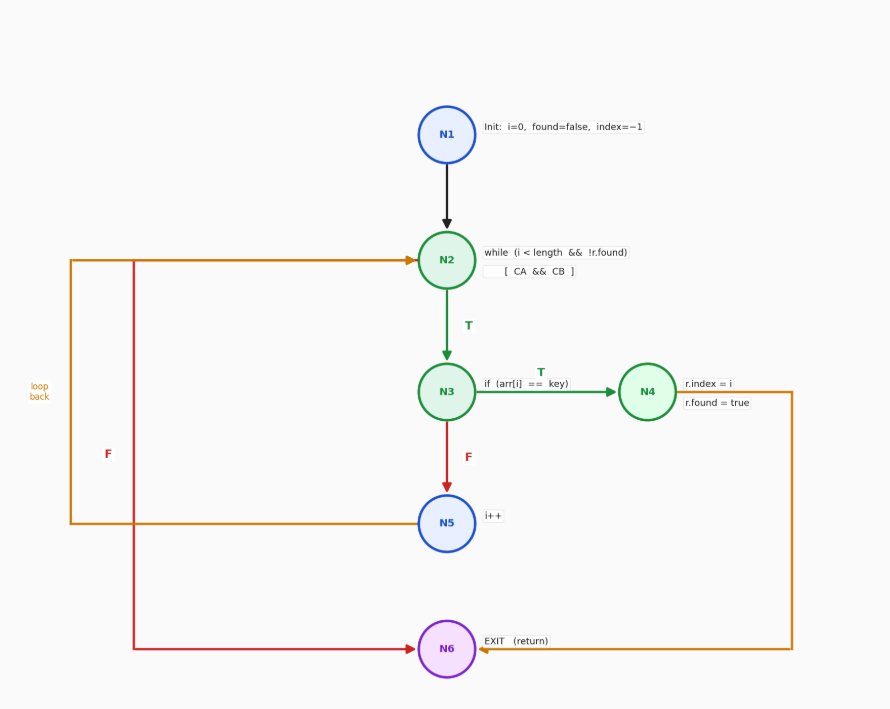 N1
Init: i=0, found=false, index=−1
N2
while (i < length && !r.found)
[ CA && CB ]
T
T
loop
back
N3
if (arr[i] == key)
N4
r.index = i
r.found = true
F
F
N5
i++
N6
EXIT (return)